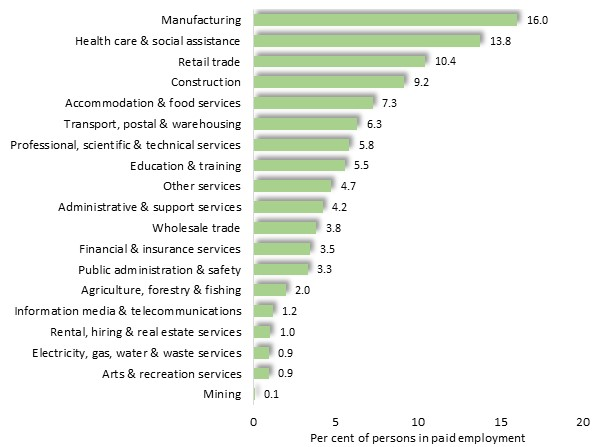 Manufacturing 16.0
Health care & social assistance 13.8
Retail trade 10.4
Construction 9.2
Accommodation & food services 7.3
Transport, postal & warehousing 6.3
Professional, scientific & technical services 5.8
Education & training 5.5
Other services 4.7
Administrative & support services 4.2
Wholesale trade 3.8
Financial & insurance services 3.5
Public administration & safety 3.3
Agriculture, forestry & fishing 2.0
Information media & telecommunications 1.2
Rental, hiring & real estate services 1.0
Electricity, gas, water & waste services 0.9
Arts & recreation services 0.9
Mining 0.1
0 5 10 15 20
Per cent of persons in paid employment